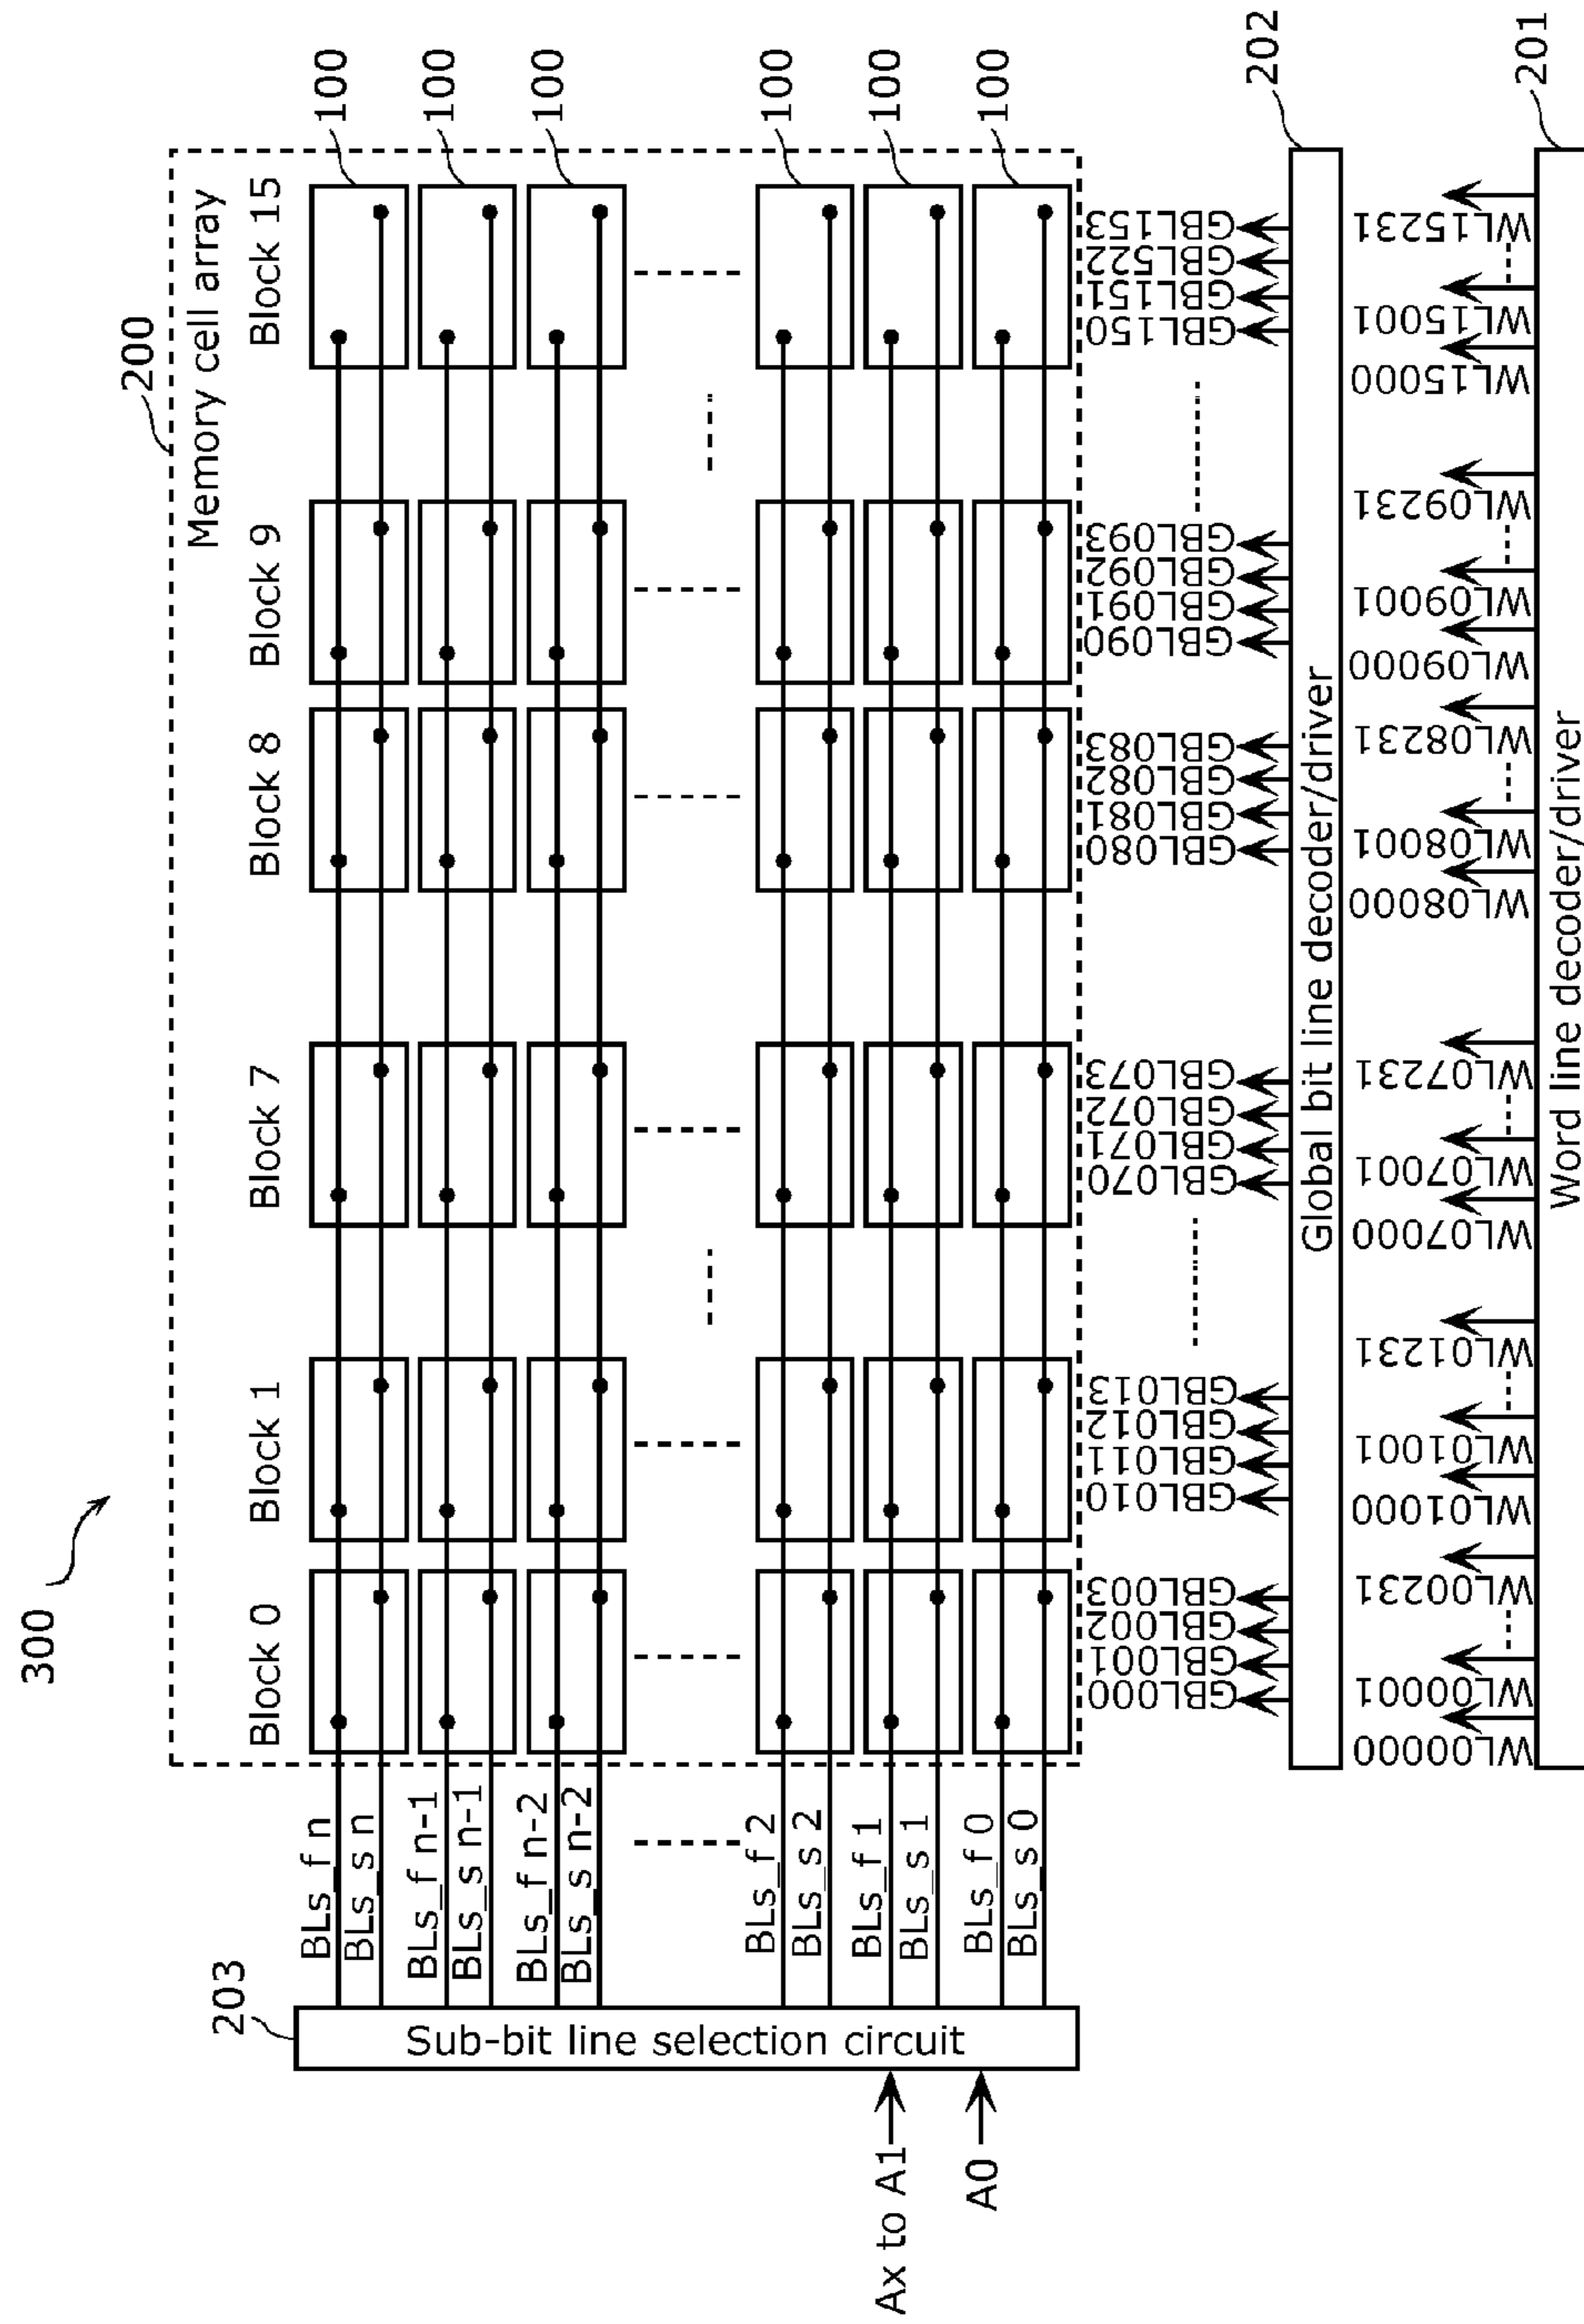 300
200
Memory cell array
Block 0
Block 1
Block 7
Block 8
Block 9
Block 15
100
100
100
100
100
100
203
Sub-bit line selection circuit
Ax to A1
A0
BLs_f n
BLs_s n
BLs_f n-1
BLs_s n-1
BLs_f n-2
BLs_s n-2
BLs_f 2
BLs_s 2
BLs_f 1
BLs_s 1
BLs_f 0
BLs_s 0
GBL000
GBL001
GBL002
GBL003
GBL010
GBL011
GBL012
GBL013
GBL070
GBL071
GBL072
GBL073
GBL080
GBL081
GBL082
GBL083
GBL090
GBL091
GBL092
GBL093
GBL150
GBL151
GBL522
GBL153
202
Global bit line decoder/driver
WL00000
WL00001
WL00231
WL01000
WL01001
WL01231
WL07000
WL07001
WL07231
WL08000
WL08001
WL08231
WL09000
WL09001
WL09231
WL15000
WL15001
WL15231
201
Word line decoder/driver